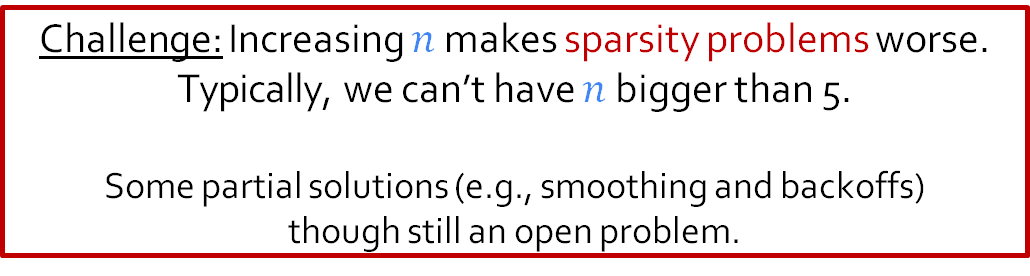 Challenge: Increasing n makes sparsity problems worse.
Typically, we can't have n bigger than 5.
Some partial solutions (e.g., smoothing and backoffs)
though still an open problem.